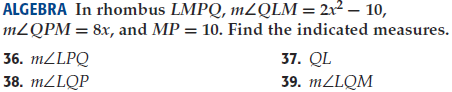 ALGEBRA In rhombus LMPQ, m∠QLM = 2x² – 10,
m∠QPM = 8x, and MP = 10. Find the indicated measures.
36. m∠LPQ 37. QL
38. m∠LQP 39. m∠LQM